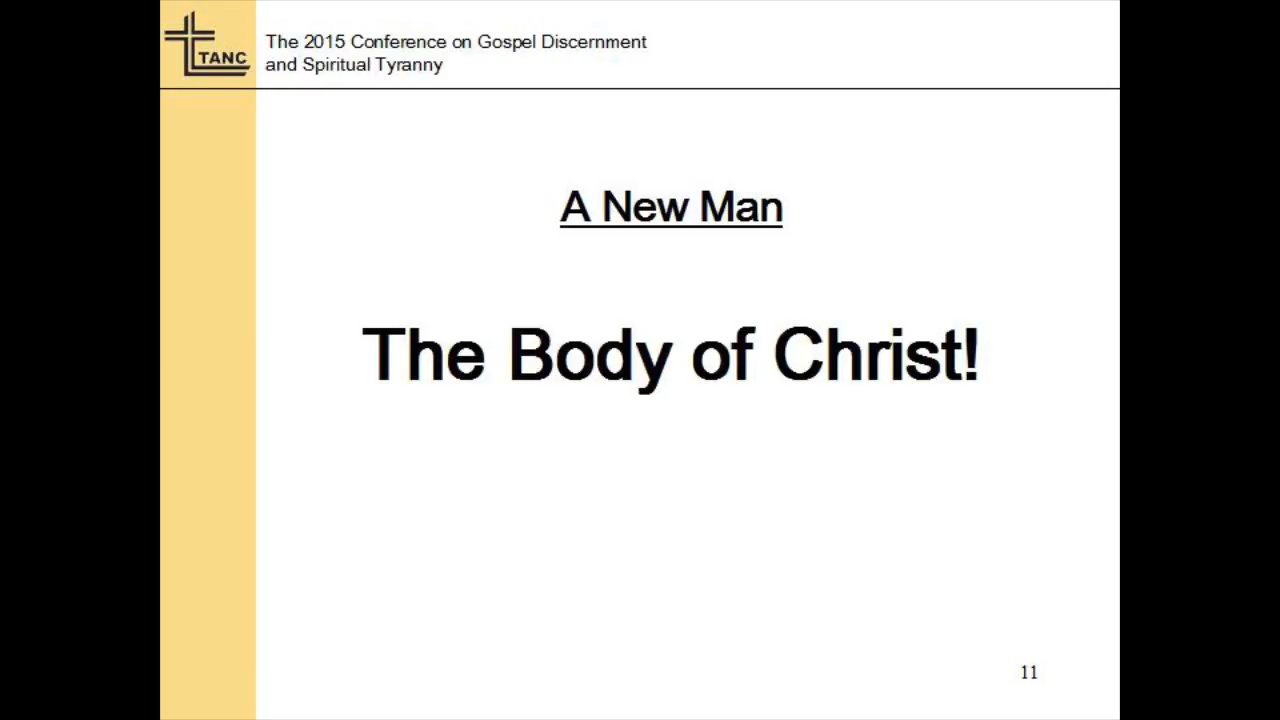 TANC
The 2015 Conference on Gospel Discernment
and Spiritual Tyranny
A New Man
The Body of Christ!
11